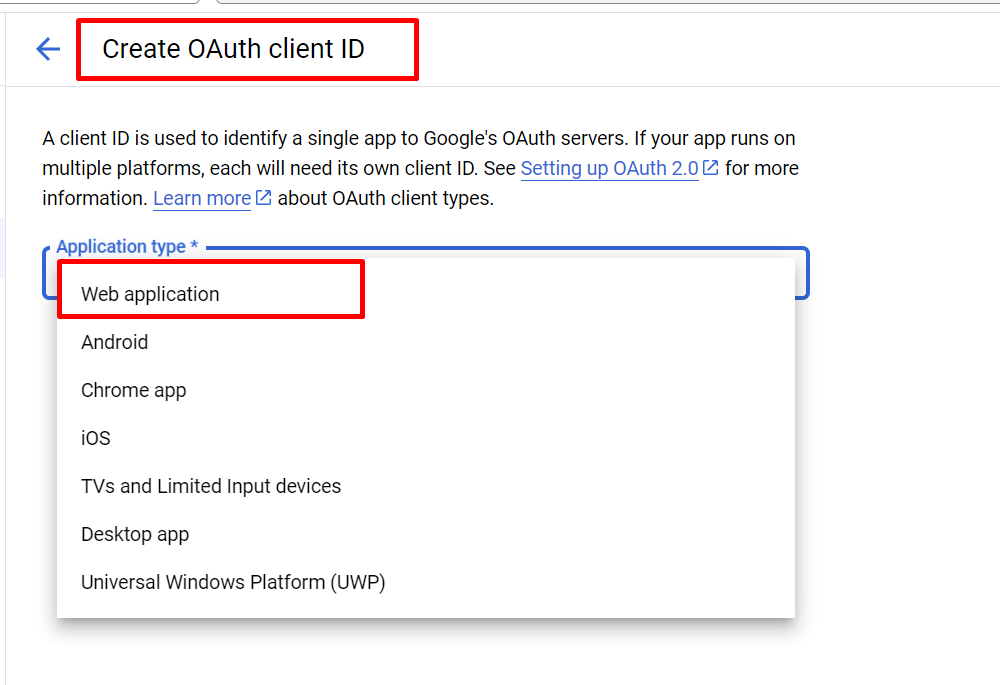 Create OAuth client ID
A client ID is used to identify a single app to Google's OAuth servers. If your app runs on
multiple platforms, each will need its own client ID. See Setting up OAuth 2.0 for more
information. Learn more about OAuth client types.
Application type *
Web application
Android
Chrome app
iOS
TVs and Limited Input devices
Desktop app
Universal Windows Platform (UWP)